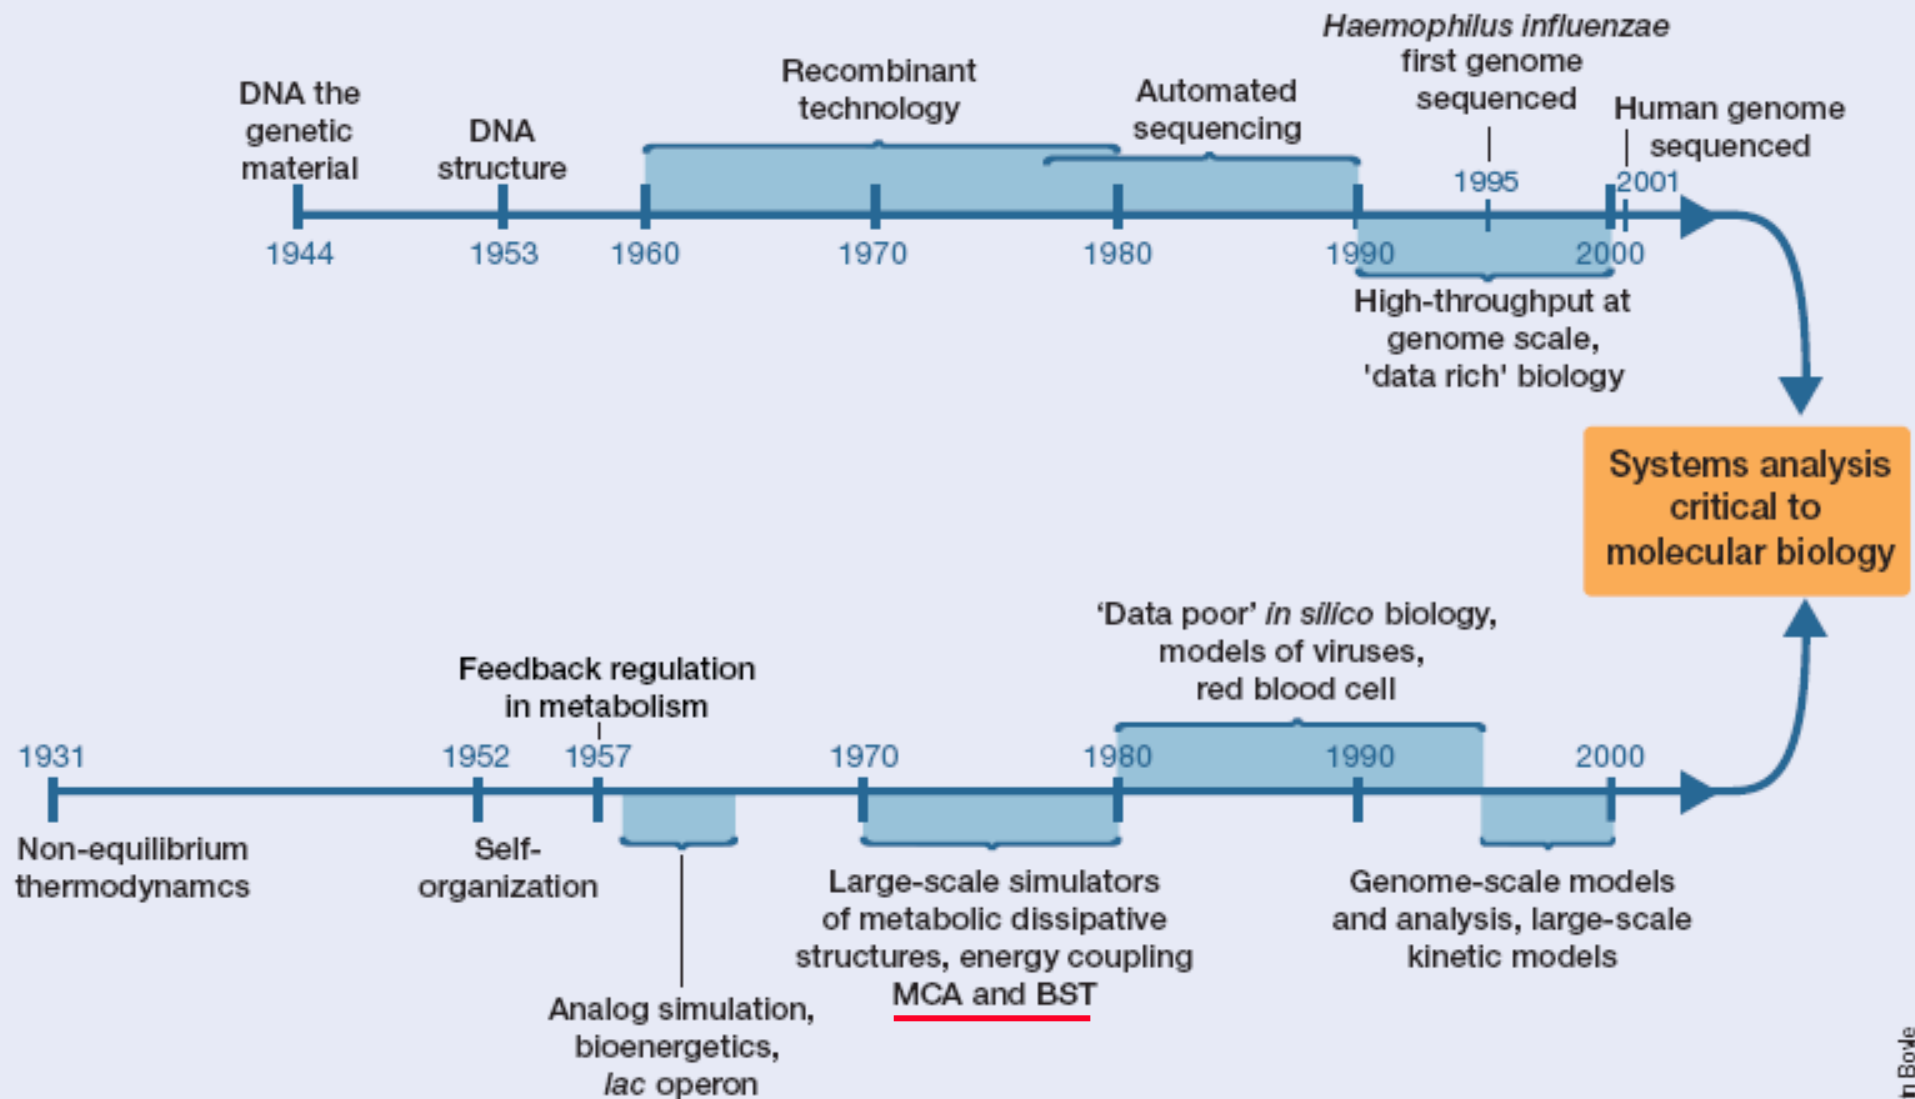 Haemophilus influenzae
first genome
sequenced
Recombinant
technology
Automated
sequencing
DNA the
genetic
material
DNA
structure
Human genome
sequenced
1995
2001
1944
1953
1960
1970
1980
1990
2000
High-throughput at
genome scale,
'data rich' biology
Systems analysis
critical to
molecular biology
‘Data poor’ in silico biology,
models of viruses,
red blood cell
Feedback regulation
in metabolism
1931
1952
1957
1970
1980
1990
2000
Non-equilibrium
thermodynamcs
Self-
organization
Large-scale simulators
of metabolic dissipative
structures, energy coupling
MCA and BST
Genome-scale models
and analysis, large-scale
kinetic models
Analog simulation,
bioenergetics,
lac operon
Boyle